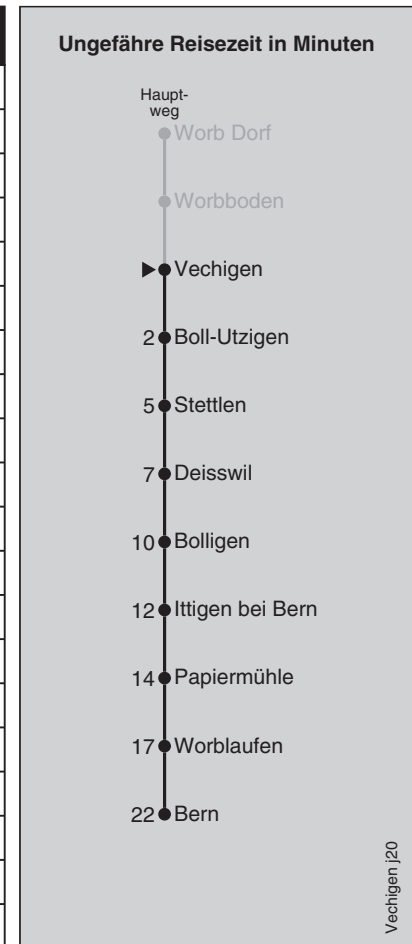 Ungefähre Reisezeit in Minuten
Haupt-
weg
Worb Dorf
Worbboden
Vechigen
2 Boll-Utzigen
5 Stettlen
7 Deisswil
10 Bolligen
12 Ittigen bei Bern
14 Papiermühle
17 Worblaufen
22 Bern
Vechigen j20